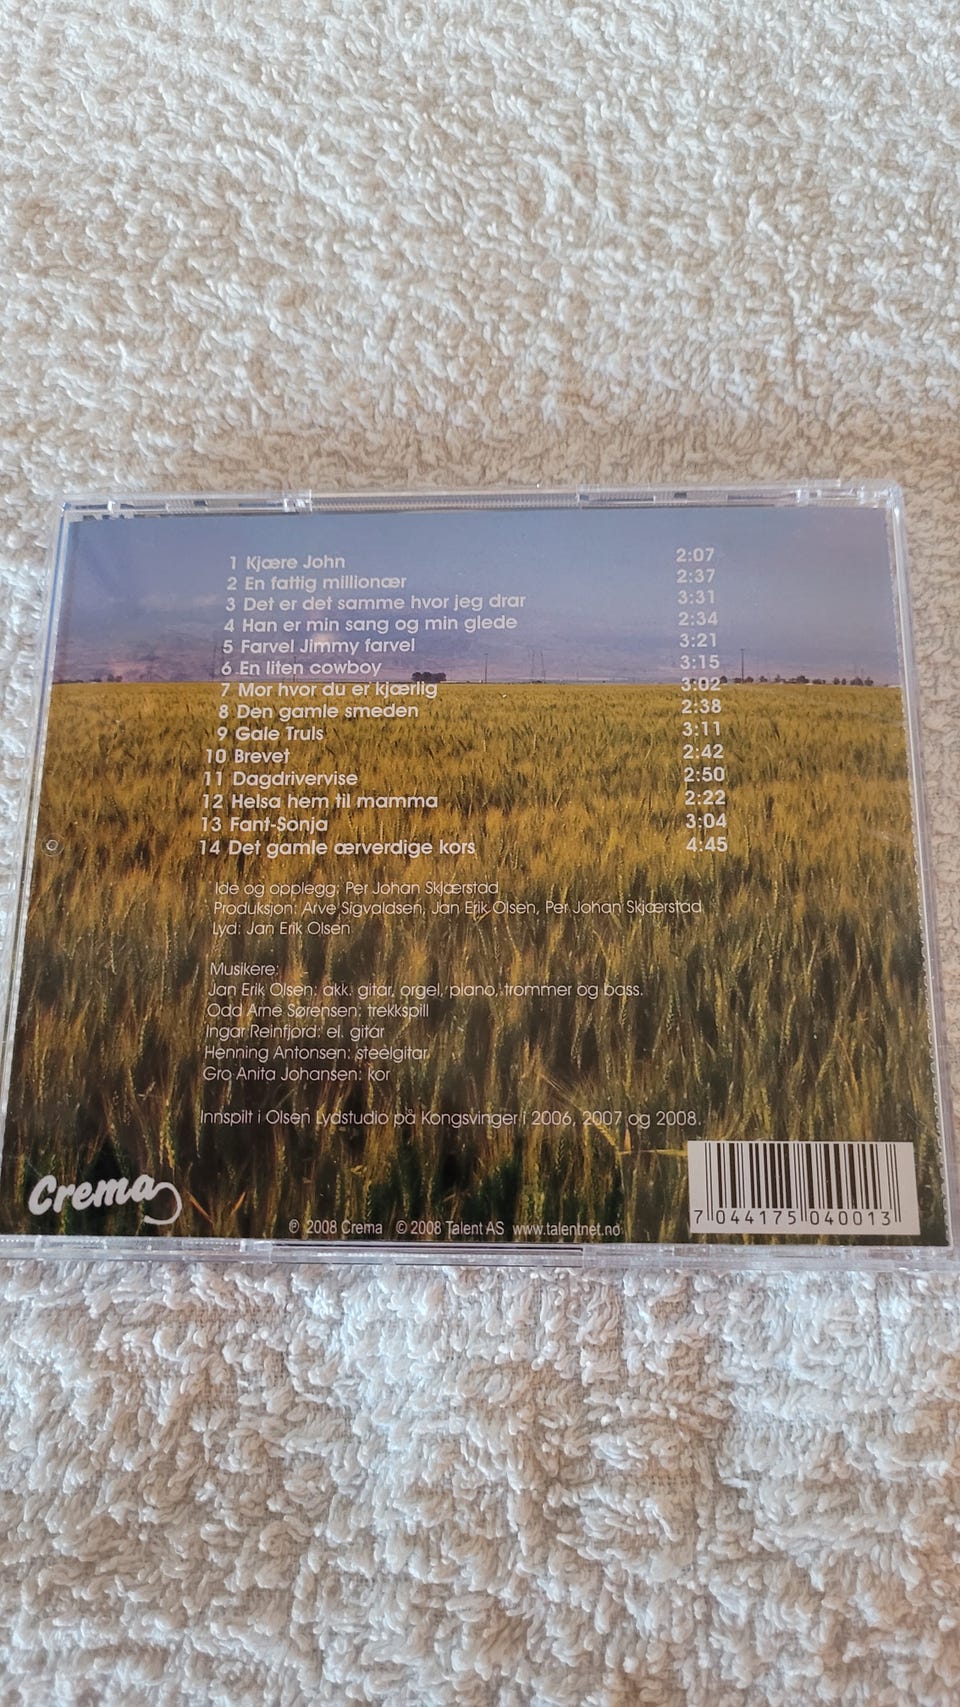 1 Kjære John 2:07
2 En fattig millionær 2:37
3 Det er det samme hvor jeg drar 3:31
4 Han er min sang og min glede 2:34
5 Farvel Jimmy farvel 3:21
6 En liten cowboy 3:15
7 Mor hvor du er kjærlig 3:02
8 Den gamle smeden 2:38
9 Gale Truls 3:11
10 Brevet 2:42
11 Dagdrivervise 2:50
12 Helsa hem til mamma 2:22
13 Fant-Sonja 3:04
14 Det gamle ærverdige kors 4:45
Ide og opplegg: Per Johan Skjærstad
Produksjon: Arve Sigvaldsen, Jan Erik Olsen, Per Johan Skjærstad
Lyd: Jan Erik Olsen
Musikere:
Jan Erik Olsen: akk. gitar, orgel, piano, trommer og bass.
Odd Arne Sørensen: trekkspill
Ingar Reinfjord: el. gitar
Henning Antonsen: steelgitar
Gro Anita Johansen: kor
Innspilt i Olsen Lydstudio på Kongsvinger i 2006, 2007 og 2008.
Crema
℗ 2008 Crema © 2008 Talent AS www.talentnet.no
7 044175 040013